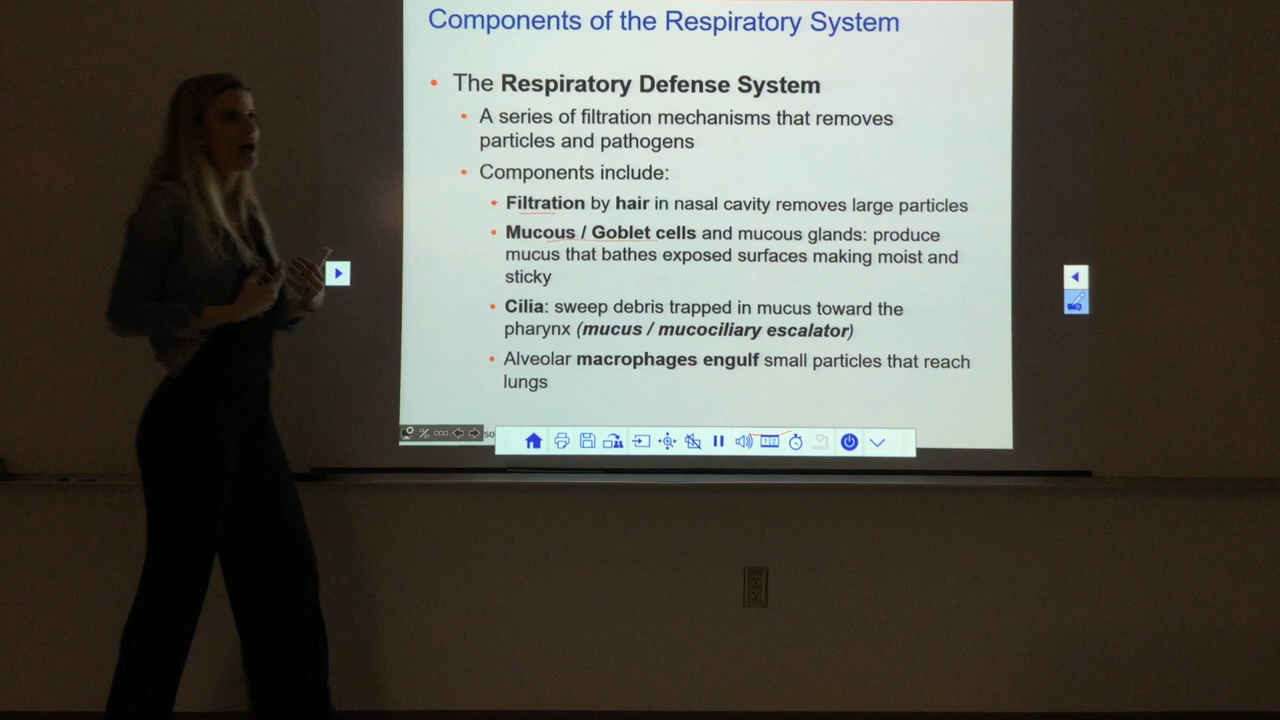 Components of the Respiratory System
• The Respiratory Defense System
• A series of filtration mechanisms that removes
particles and pathogens
• Components include:
• Filtration by hair in nasal cavity removes large particles
• Mucous / Goblet cells and mucous glands: produce
mucus that bathes exposed surfaces making moist and
sticky
• Cilia: sweep debris trapped in mucus toward the
pharynx (mucus / mucociliary escalator)
• Alveolar macrophages engulf small particles that reach
lungs
so